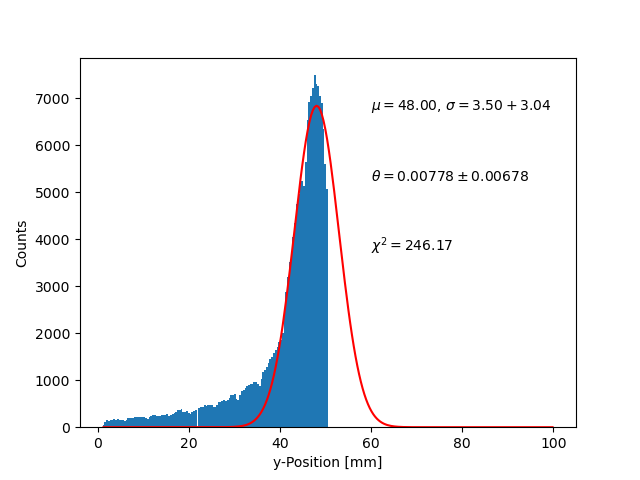 7000
6000
5000
4000
3000
2000
1000
0
Counts
μ = 48.00, σ = 3.50 + 3.04
θ = 0.00778 ± 0.00678
χ² = 246.17
0 20 40 60 80 100
y-Position [mm]